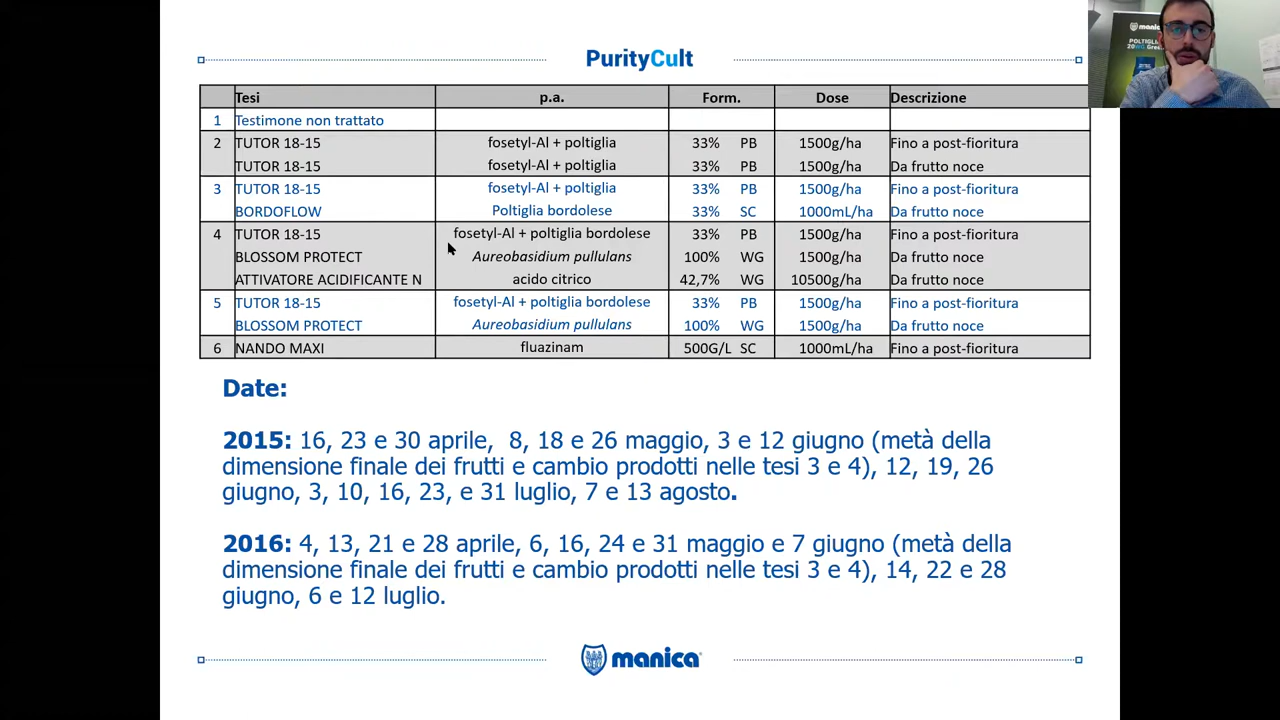 PurityCult
Tesi p.a. Form. Dose Descrizione
1 Testimone non trattato
2 TUTOR 18-15 fosetyl-Al + poltiglia 33% PB 1500g/ha Fino a post-fioritura
TUTOR 18-15 fosetyl-Al + poltiglia 33% PB 1500g/ha Da frutto noce
3 TUTOR 18-15 fosetyl-Al + poltiglia 33% PB 1500g/ha Fino a post-fioritura
BORDOFLOW Poltiglia bordolese 33% SC 1000mL/ha Da frutto noce
4 TUTOR 18-15 fosetyl-Al + poltiglia bordolese 33% PB 1500g/ha Fino a post-fioritura
BLOSSOM PROTECT Aureobasidium pullulans 100% WG 1500g/ha Da frutto noce
ATTIVATORE ACIDIFICANTE N acido citrico 42,7% WG 10500g/ha Da frutto noce
5 TUTOR 18-15 fosetyl-Al + poltiglia bordolese 33% PB 1500g/ha Fino a post-fioritura
BLOSSOM PROTECT Aureobasidium pullulans 100% WG 1500g/ha Da frutto noce
6 NANDO MAXI fluazinam 500G/L SC 1000mL/ha Fino a post-fioritura
Date:
2015: 16, 23 e 30 aprile, 8, 18 e 26 maggio, 3 e 12 giugno (metà della
dimensione finale dei frutti e cambio prodotti nelle tesi 3 e 4), 12, 19, 26
giugno, 3, 10, 16, 23, e 31 luglio, 7 e 13 agosto.
2016: 4, 13, 21 e 28 aprile, 6, 16, 24 e 31 maggio e 7 giugno (metà della
dimensione finale dei frutti e cambio prodotti nelle tesi 3 e 4), 14, 22 e 28
giugno, 6 e 12 luglio.
manica
manica
POLTIGLI
20WG Gree